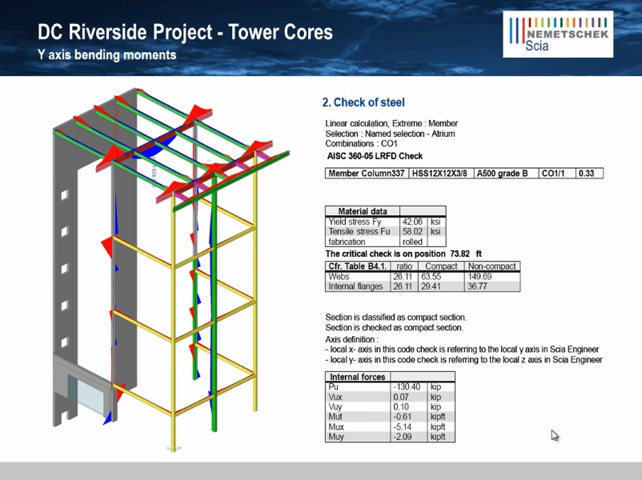 DC Riverside Project - Tower Cores
Y axis bending moments
NEMETSCHEK
Scia
2. Check of steel
Linear calculation, Extreme : Member
Selection : Named selection - Atrium
Combinations : CO1
AISC 360-05 LRFD Check
Member Column337 HSS12X12X3/8 A500 grade B CO1/1 0.33
Material data
Yield stress Fy 42.06 ksi
Tensile stress Fu 58.02 ksi
fabrication rolled
The critical check is on position 73.82 ft
Cfr. Table B4.1. ratio Compact Non-compact
Webs 26.11 63.55 149.69
Internal flanges 26.11 29.41 36.77
Section is classified as compact section.
Section is checked as compact section.
Axis definition :
- local x- axis in this code check is referring to the local y axis in Scia Engineer
- local y- axis in this code check is referring to the local z axis in Scia Engineer
Internal forces
Pu -130.40 kip
Vux 0.07 kip
Vuy 0.10 kip
Mut -0.61 kipft
Mux -5.14 kipft
Muy -2.09 kipft